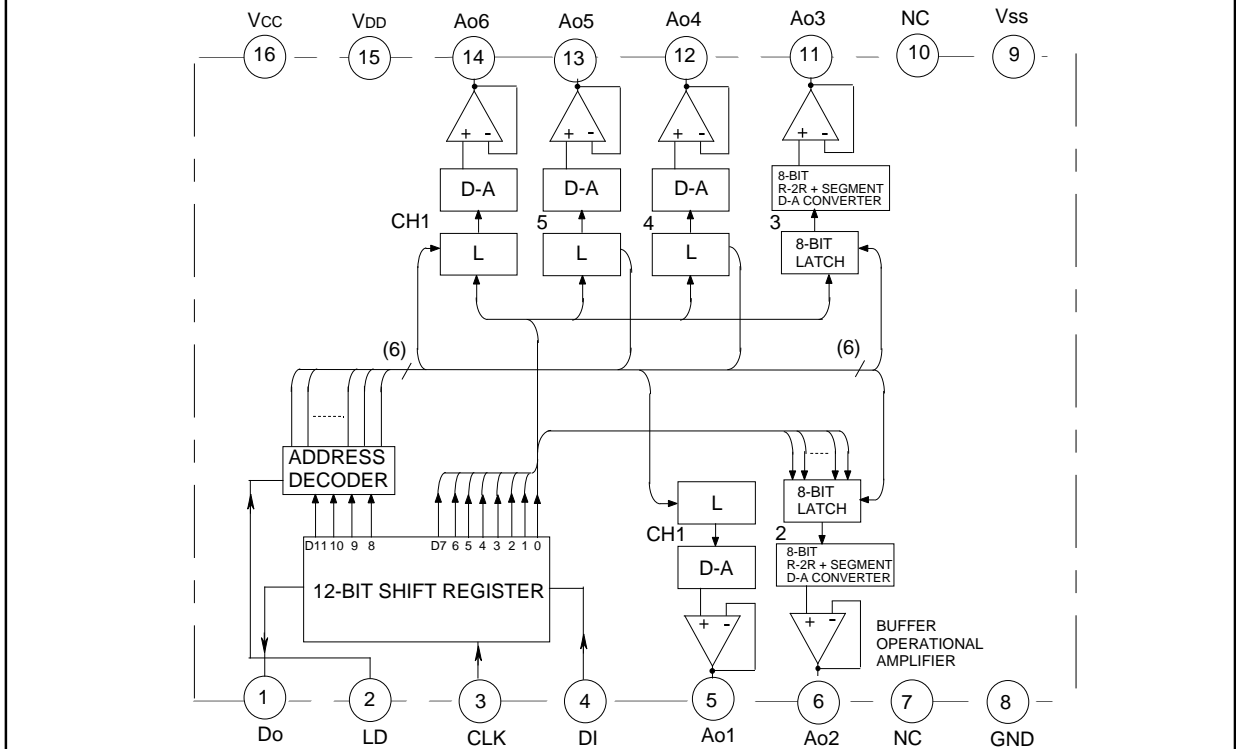 VCC VDD Ao6 Ao5 Ao4 Ao3 NC Vss
16 15 14 13 12 11 10 9
+ - + - + - + -
D-A D-A D-A 8-BIT
R-2R + SEGMENT
D-A CONVERTER
CH1 5 4 3
L L L 8-BIT
LATCH
(6) (6)
ADDRESS
DECODER
8-BIT
LATCH
L
D11 10 9 8 D7 6 5 4 3 2 1 0
CH1 2
12-BIT SHIFT REGISTER
D-A
8-BIT
R-2R + SEGMENT
D-A CONVERTER
+ - + -
BUFFER
OPERATIONAL
AMPLIFIER
1 2 3 4 5 6 7 8
Do LD CLK DI Ao1 Ao2 NC GND